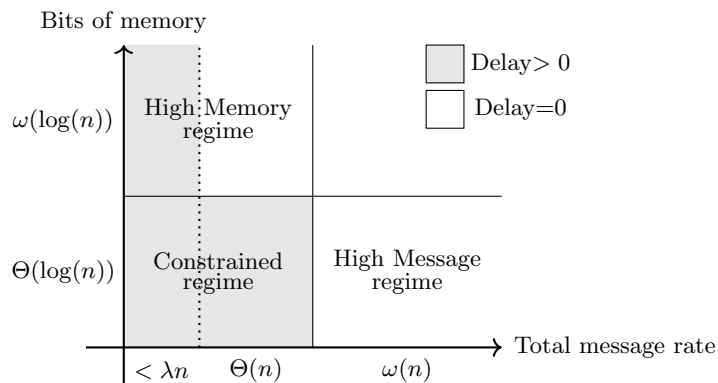 Bits of memory
Delay> 0
Delay=0
ω(log(n))
High Memory
regime
Θ(log(n))
Constrained
regime
High Message
regime
Total message rate
< λn
Θ(n)
ω(n)